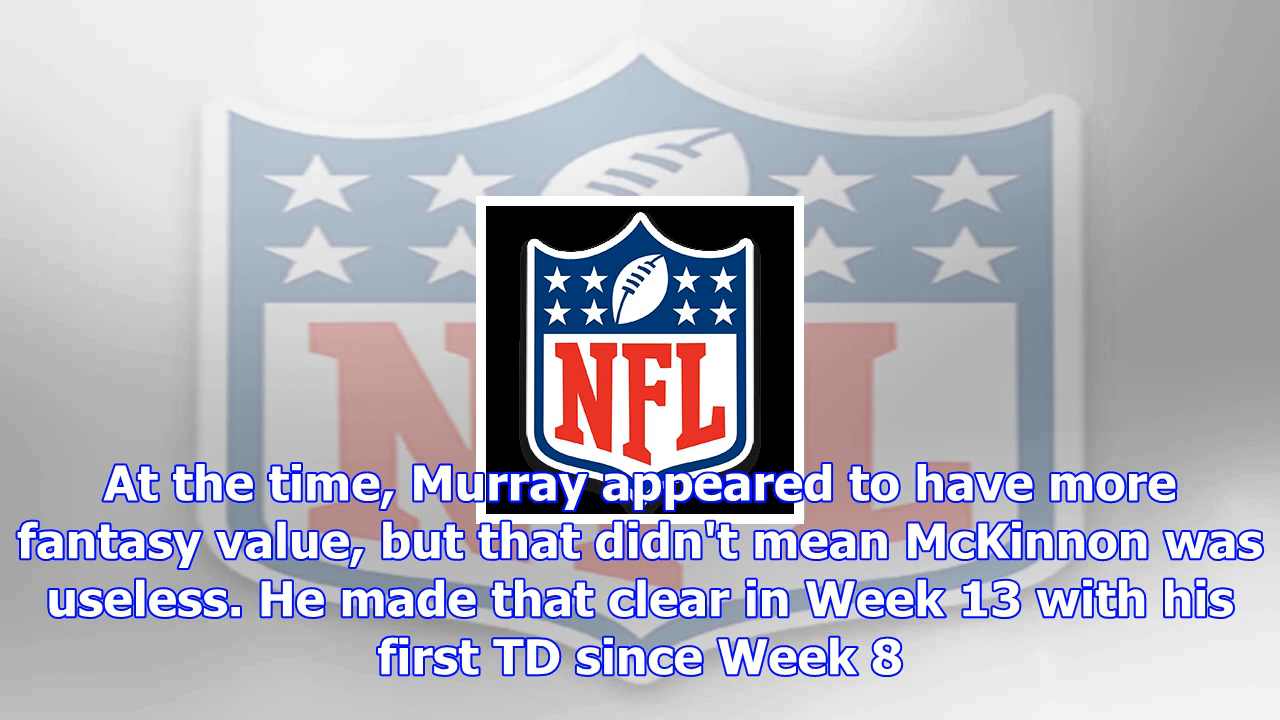 NFL
At the time, Murray appeared to have more
fantasy value, but that didn't mean McKinnon was
useless. He made that clear in Week 13 with his
first TD since Week 8